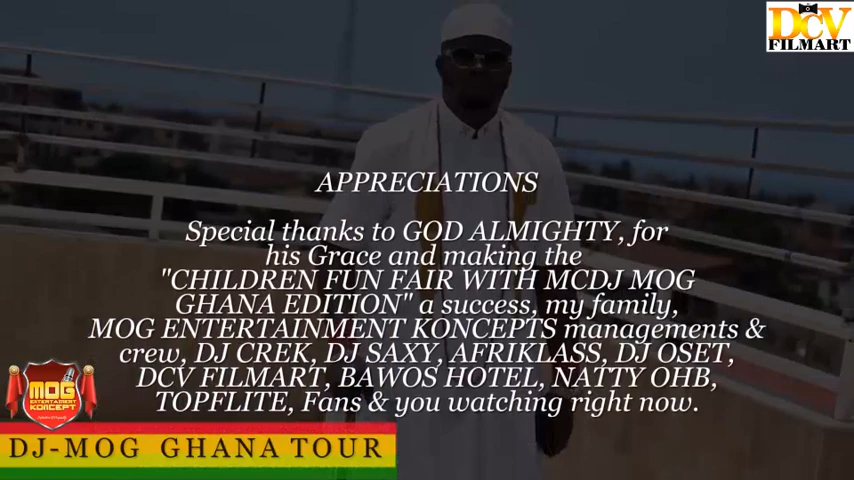 DCV
FILMART
APPRECIATIONS
Special thanks to GOD ALMIGHTY, for
his Grace and making the
"CHILDREN FUN FAIR WITH MCDJ MOG
GHANA EDITION" a success, my family,
MOG ENTERTAINMENT KONCEPTS managements &
crew, DJ CREK, DJ SAXY, AFRIKLASS, DJ OSET,
DCV FILMART, BAWOS HOTEL, NATTY OHB,
TOPFLITE, Fans & you watching right now.
MOG
ENTERTAINMENT
KONCEPT
DJ-MOG GHANA TOUR